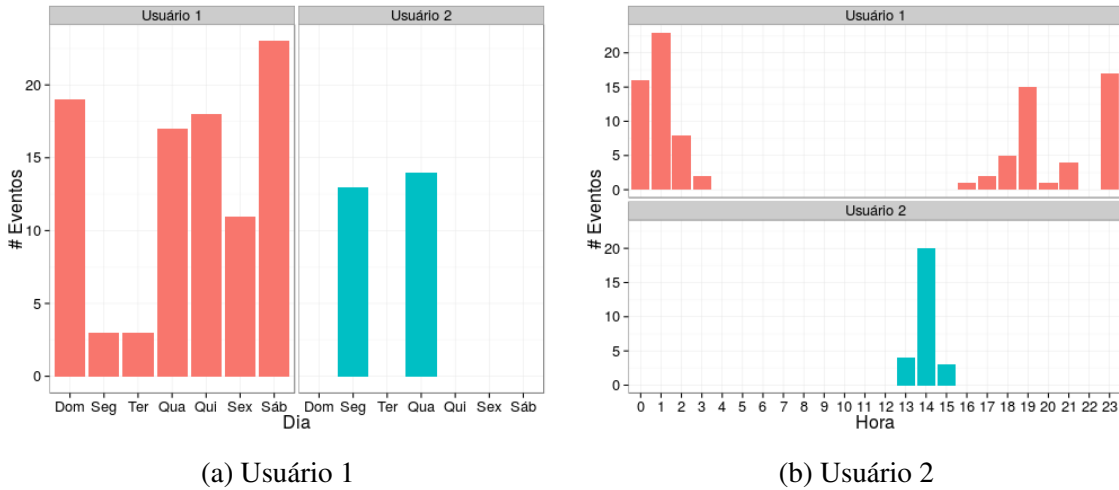 Usuário 1 Usuário 2
# Eventos
20
15
10
5
0
Dom Seg Ter Qua Qui Sex Sáb Dom Seg Ter Qua Qui Sex Sáb
Dia
(a) Usuário 1
Usuário 1
# Eventos
20
15
10
5
0
Usuário 2
20
15
10
5
0
0 1 2 3 4 5 6 7 8 9 10 11 12 13 14 15 16 17 18 19 20 21 22 23
Hora
(b) Usuário 2